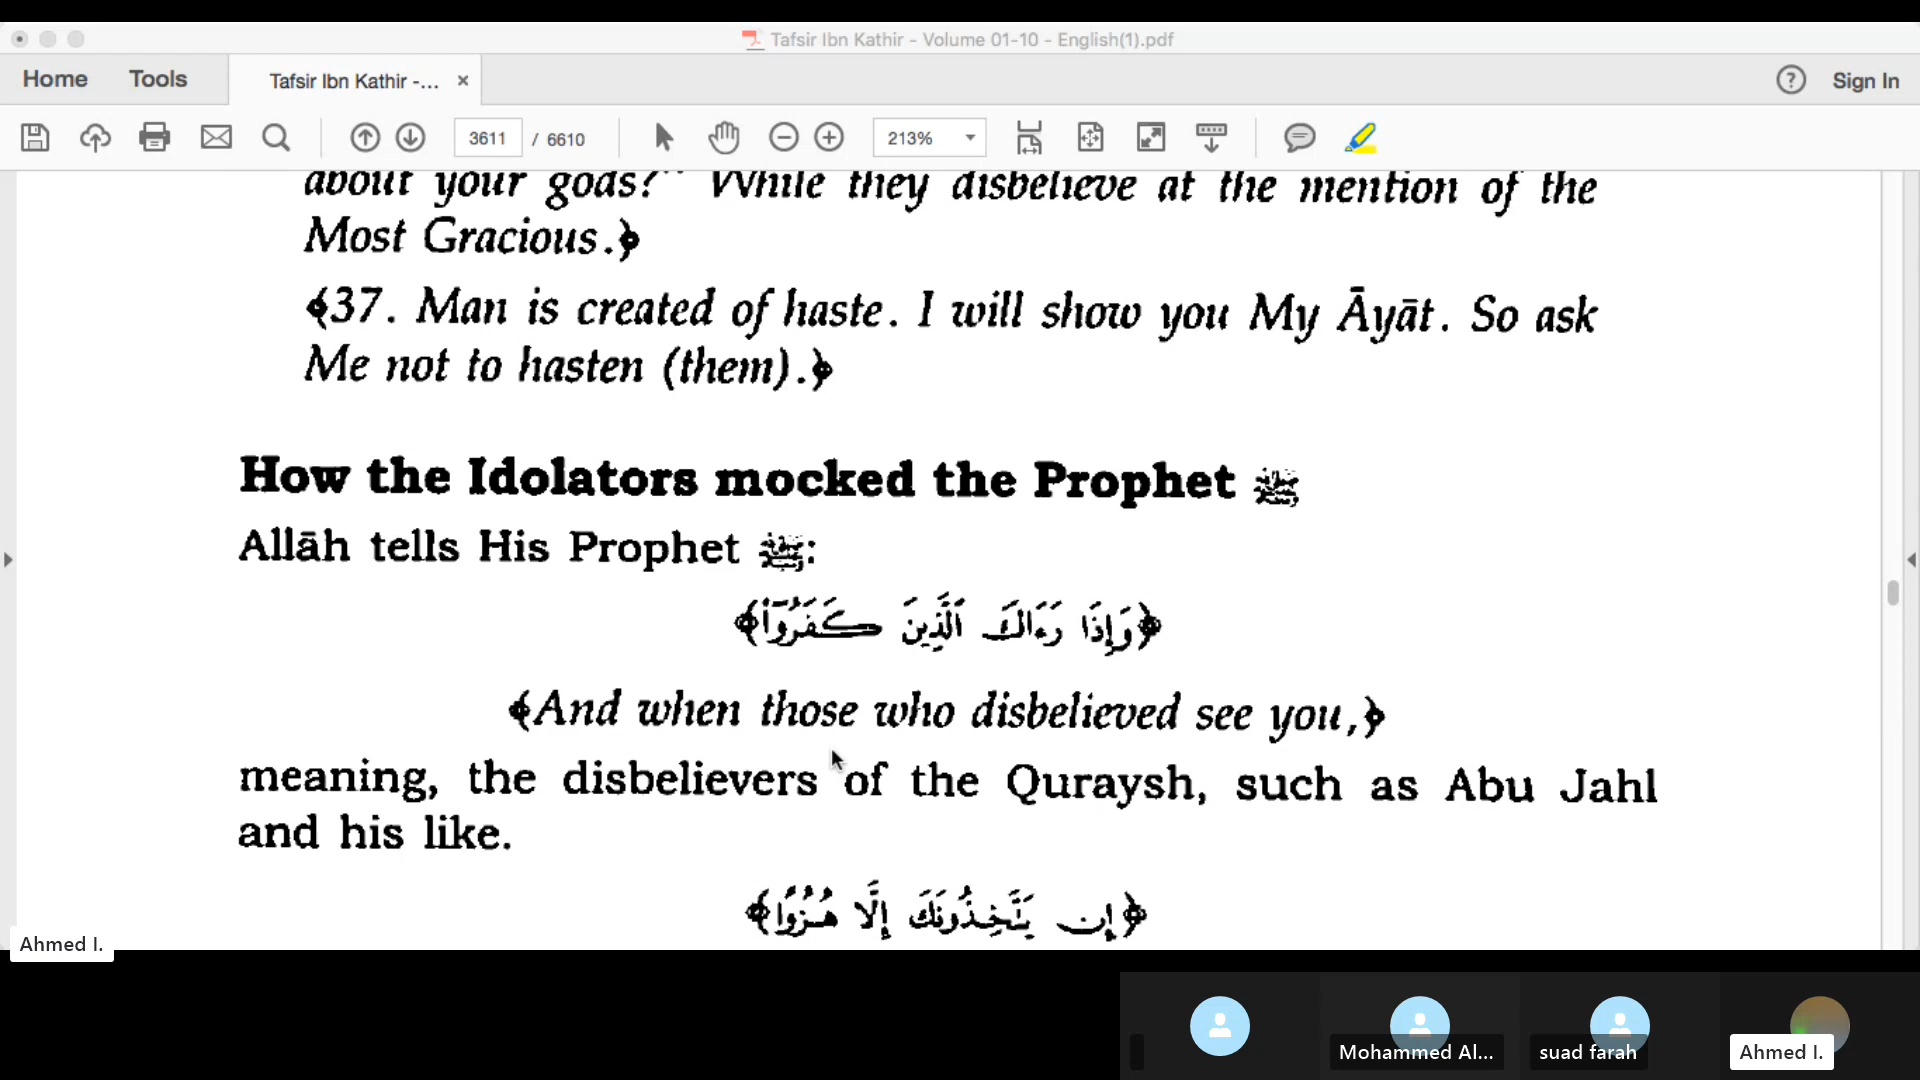 Tafsir Ibn Kathir - Volume 01-10 - English(1).pdf
Home Tools Tafsir Ibn Kathir -... × ? Sign In
3611 / 6610 213%
about your gods?" While they disbelieve at the mention of the
Most Gracious.﴿
﴾37. Man is created of haste. I will show you My Āyāt. So ask
Me not to hasten (them).﴿
How the Idolators mocked the Prophet ﷺ
Allāh tells His Prophet ﷺ:
﴿وَإِذَا رَءَاكَ ٱلَّذِينَ كَفَرُوٓا۟﴾
﴾And when those who disbelieved see you,﴿
meaning, the disbelievers of the Quraysh, such as Abu Jahl
and his like.
﴿إِن يَتَّخِذُونَكَ إِلَّا هُزُوًا﴾
Ahmed I.
Mohammed Al... suad farah Ahmed I.